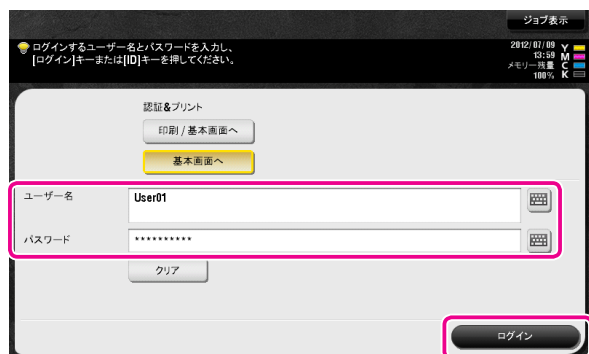 ジョブ表示
ログインするユーザー名とパスワードを入力し、
[ログイン]キーまたは[ID]キーを押してください。
2012/07/09
13:59
メモリー残量
100%
Y
M
C
K
認証&プリント
印刷 / 基本画面へ
基本画面へ
ユーザー名
User01
パスワード
**********
クリア
ログイン